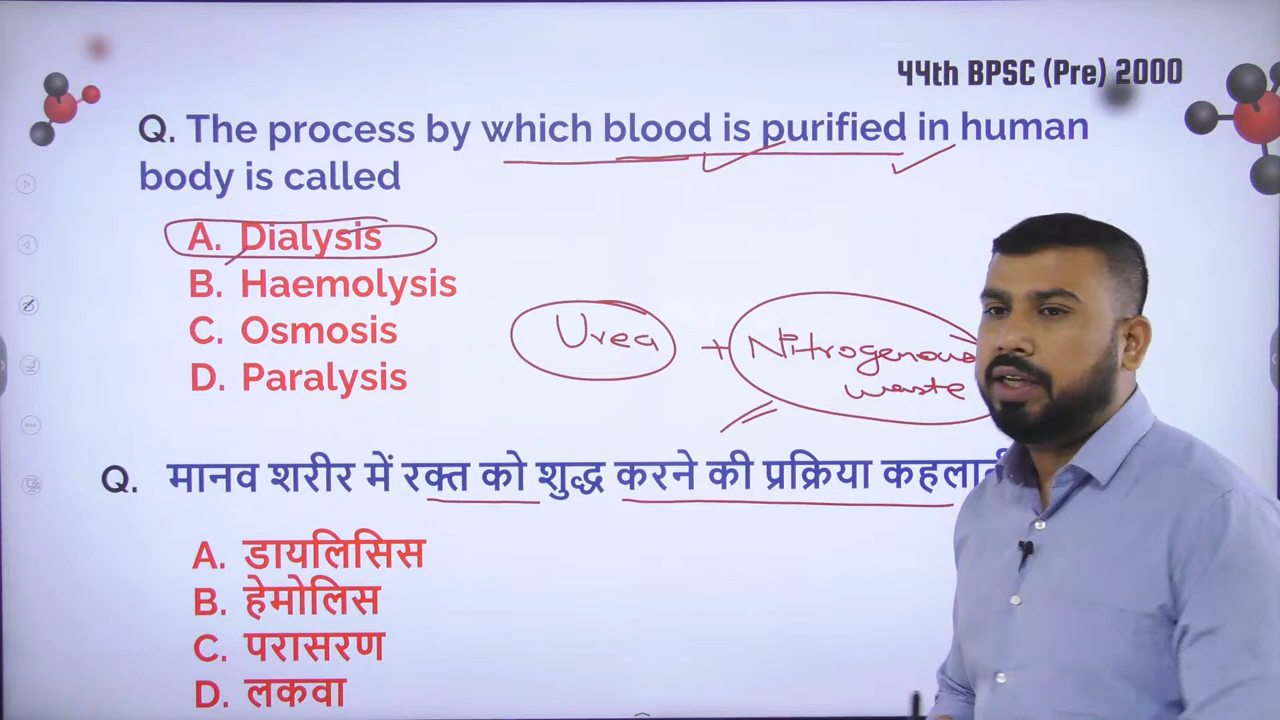 44th BPSC (Pre) 2000
Q. The process by which blood is purified in human
body is called
A. Dialysis
B. Haemolysis
C. Osmosis
D. Paralysis
Urea + Nitrogenous
waste
Q. मानव शरीर में रक्त को शुद्ध करने की प्रक्रिया
A. डायलिसिस
B. हेमोलिस
C. परासरण
D. लकवा